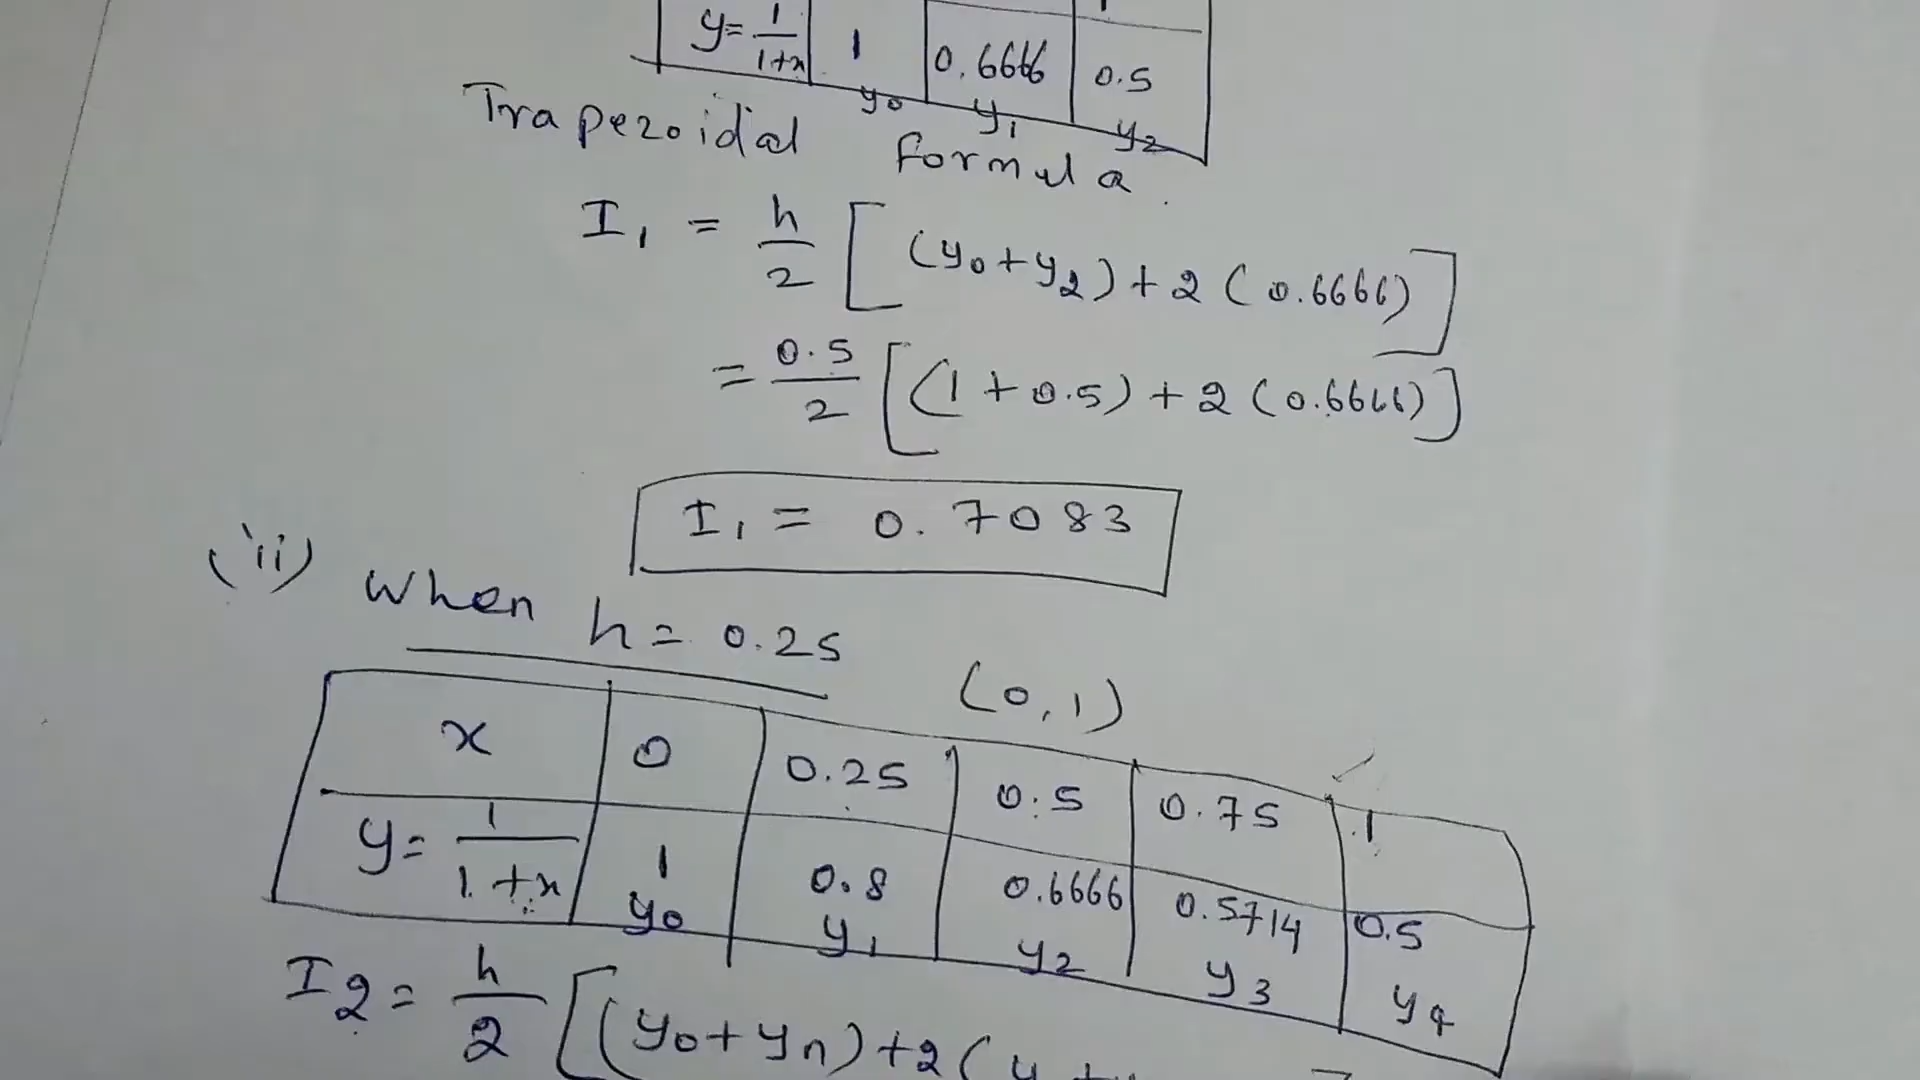 y= 1/1+x 1 0.6666 0.5
y0 y1 y2
Trapezoidal formula
I1 = h/2 [(y0+y2)+2(0.6666)]
= 0.5/2 [(1+0.5)+2(0.6666)]
I1 = 0.7083
(ii) When h= 0.25
(0,1)
x 0 0.25 0.5 0.75 1
y= 1/1+x 1 0.8 0.6666 0.5714 0.5
y0 y1 y2 y3 y4
I2= h/2 [(y0+yn)+2(